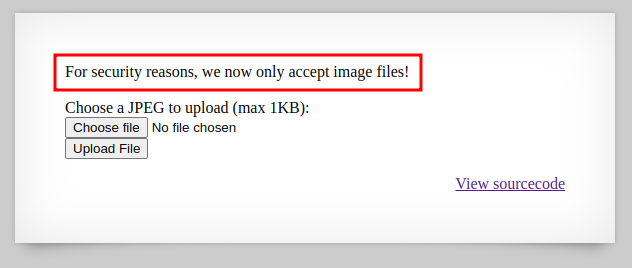 For security reasons, we now only accept image files!
Choose a JPEG to upload (max 1KB):
Choose file No file chosen
Upload File
View sourcecode